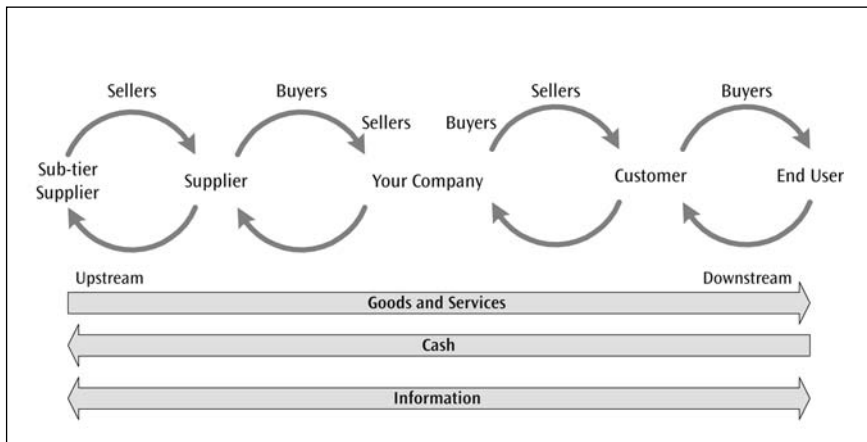 Sellers
Buyers
Sellers
Buyers
Sellers
Buyers
Sub-tier
Supplier
Supplier
Your Company
Customer
End User
Upstream
Downstream
Goods and Services
Cash
Information